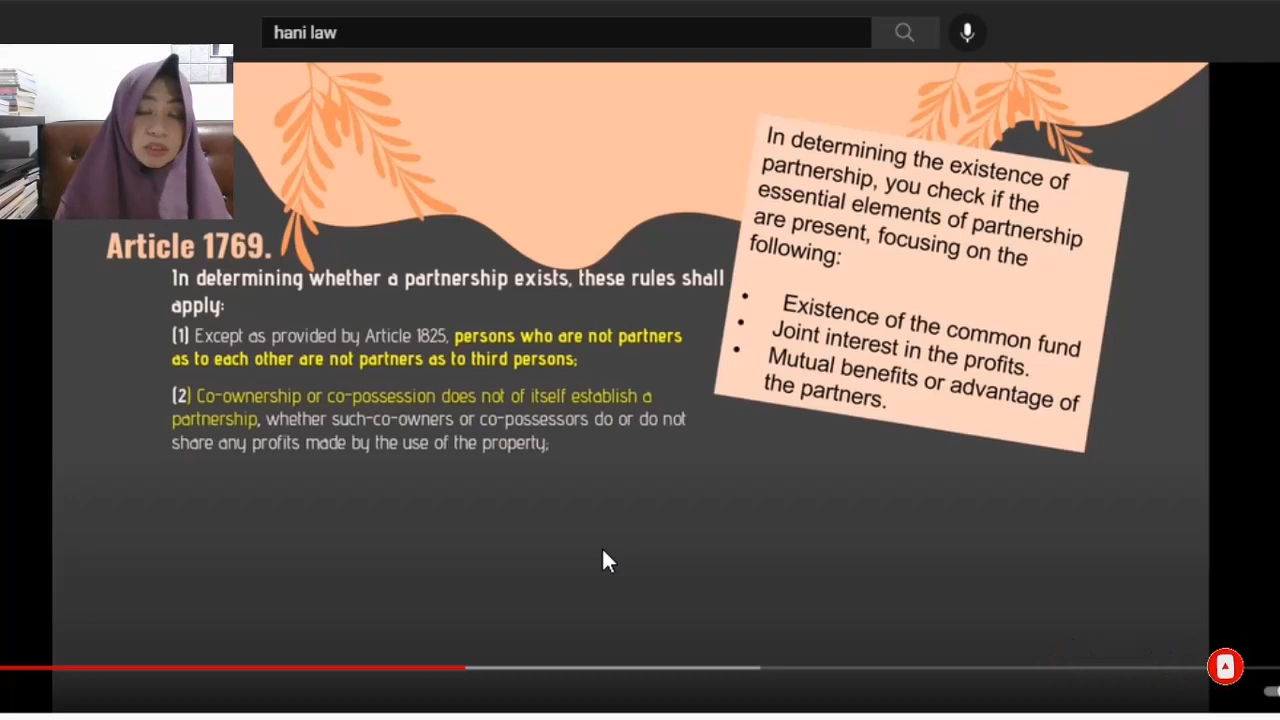 hani law
Article 1769.
In determining whether a partnership exists, these rules shall
apply:
(1) Except as provided by Article 1825, persons who are not partners
as to each other are not partners as to third persons;
(2) Co-ownership or co-possession does not of itself establish a
partnership, whether such-co-owners or co-possessors do or do not
share any profits made by the use of the property;
In determining the existence of
partnership, you check if the
essential elements of partnership
are present, focusing on the
following:
• Existence of the common fund
• Joint interest in the profits.
• Mutual benefits or advantage of
the partners.